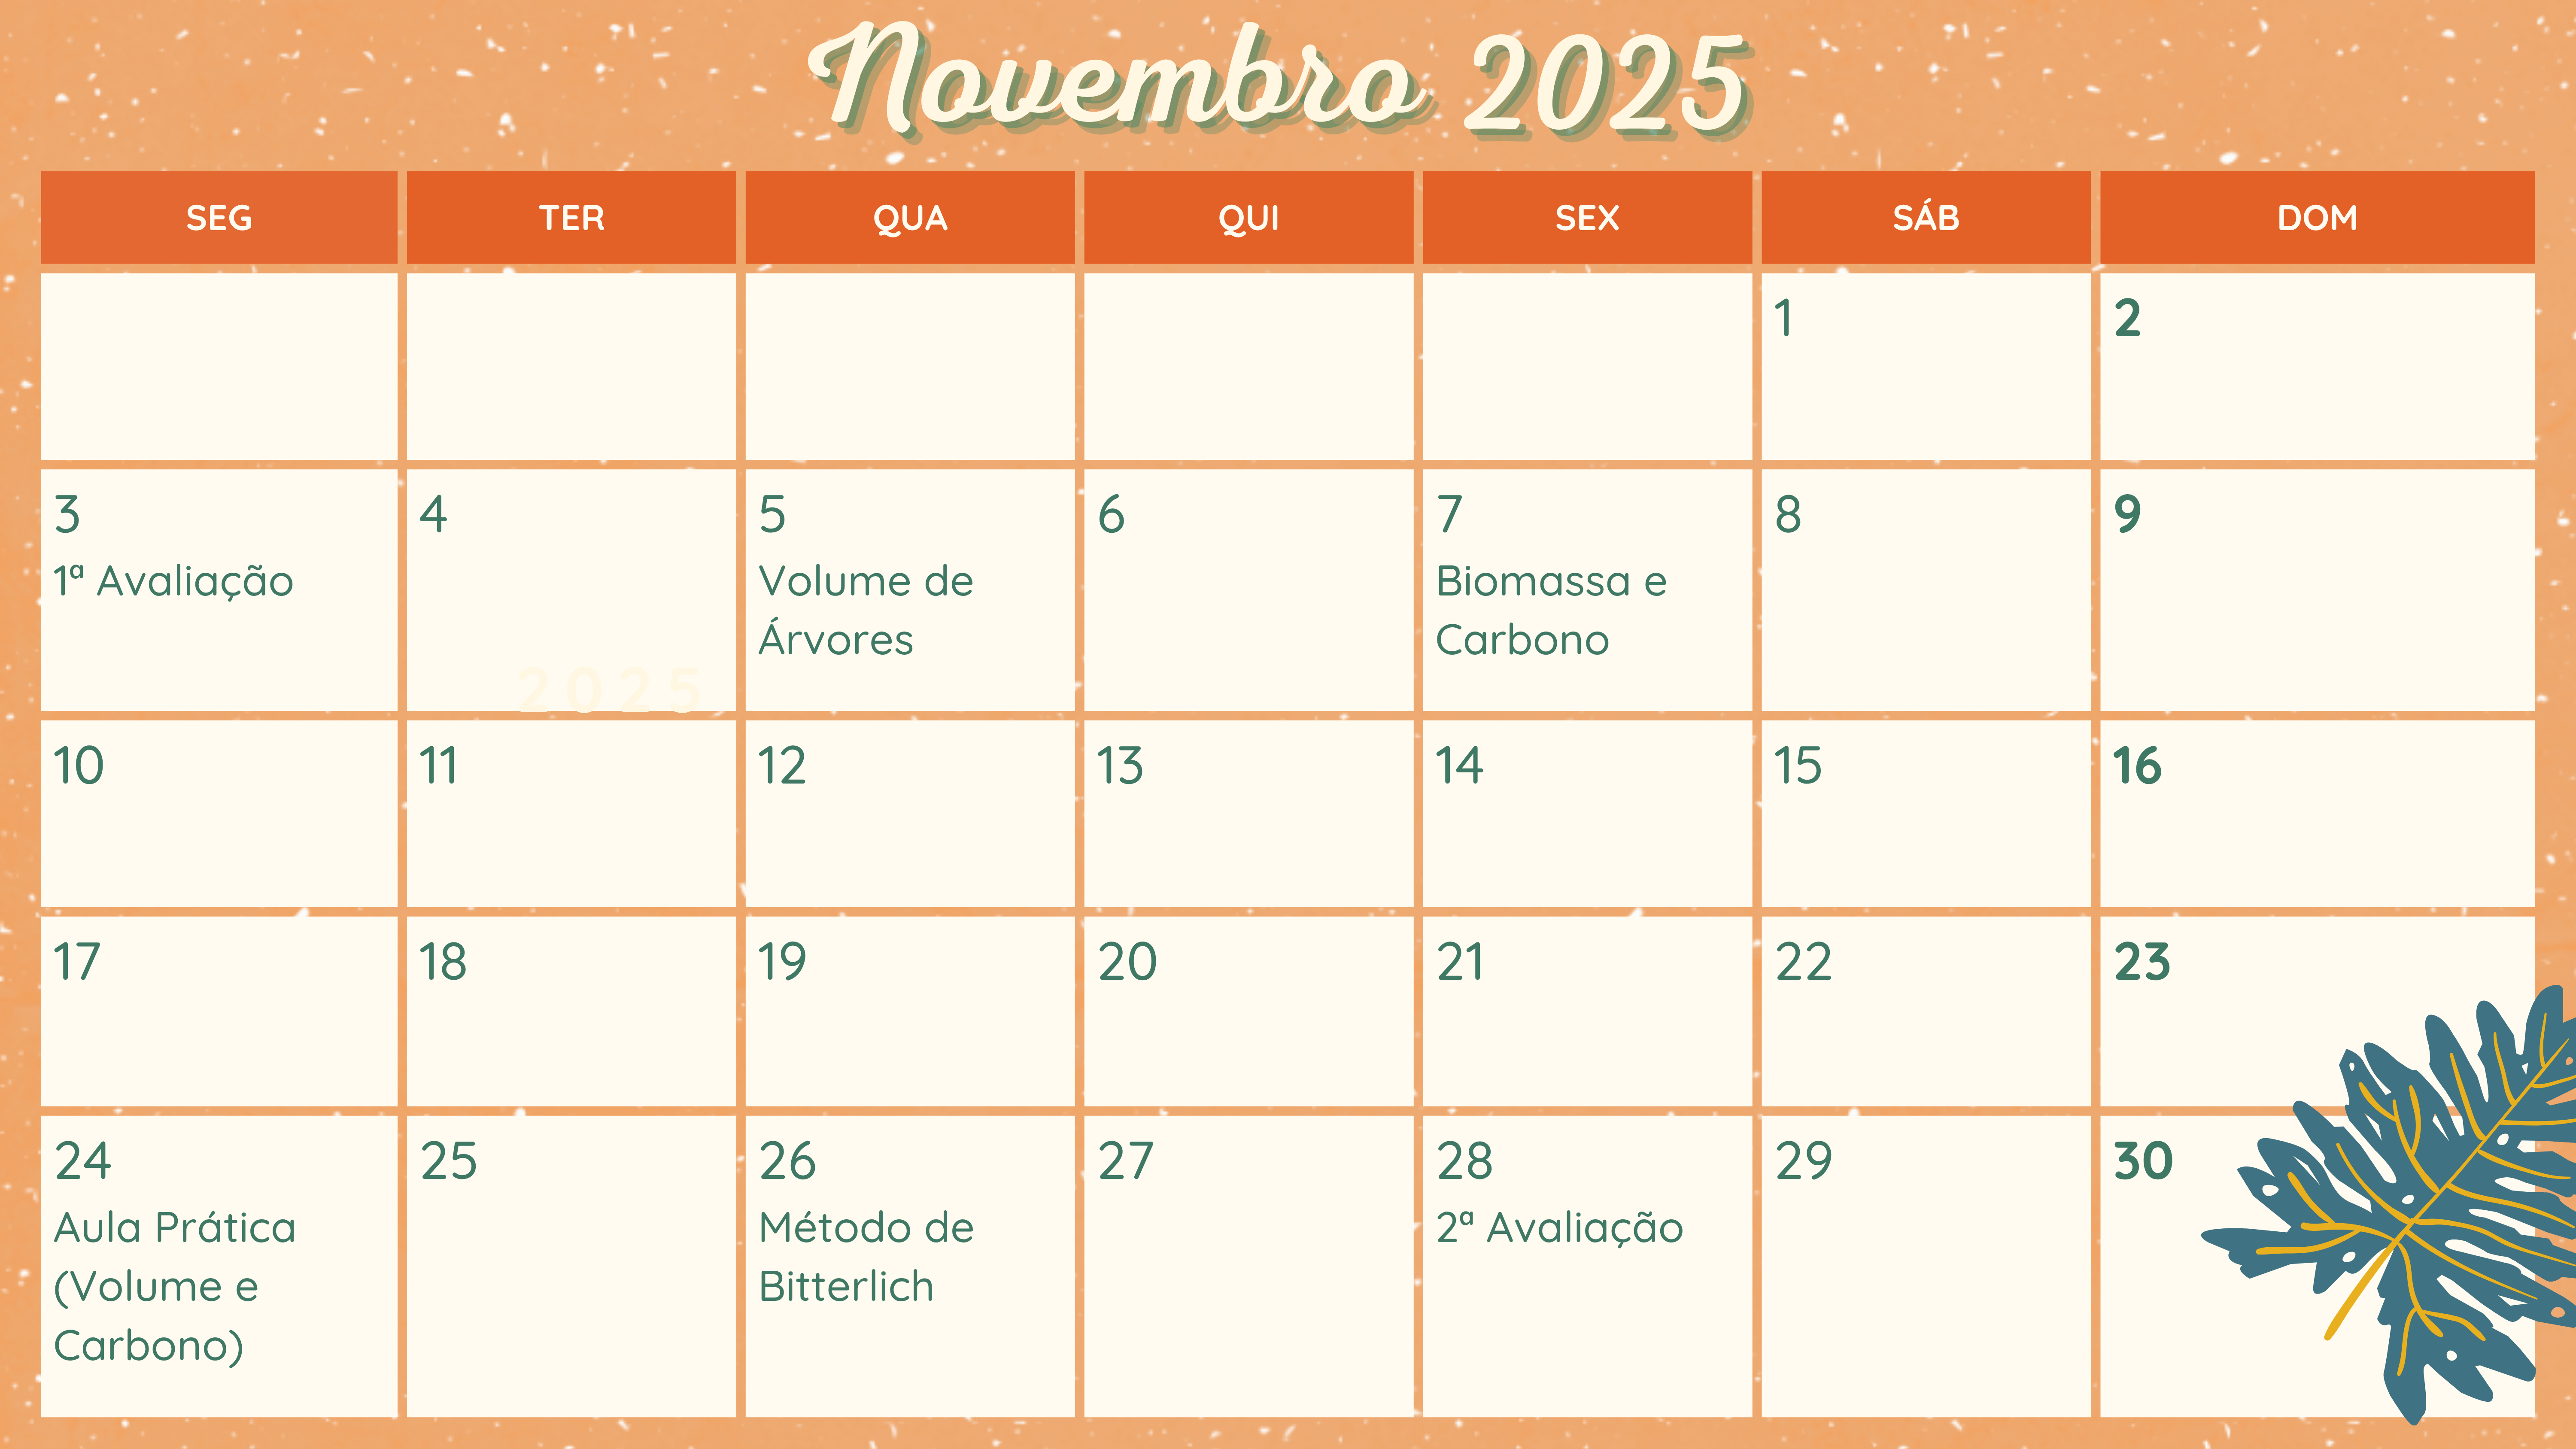 Novembro 2025
SEG TER QUA QUI SEX SÁB DOM
1 2
3 4 5 6 7 8 9
1ª Avaliação
Volume de
Árvores
Biomassa e
Carbono
2025
10 11 12 13 14 15 16
17 18 19 20 21 22 23
24 25 26 27 28 29 30
Aula Prática
(Volume e
Carbono)
Método de
Bitterlich
2ª Avaliação